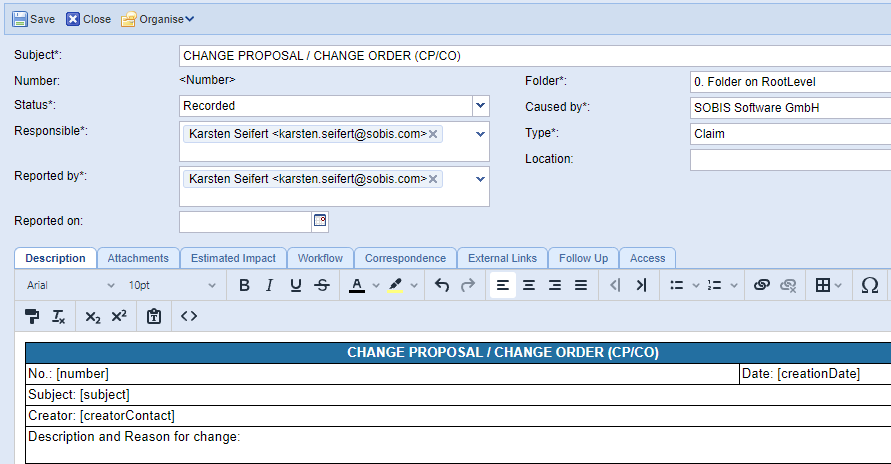 Save Close Organise
Subject*: CHANGE PROPOSAL / CHANGE ORDER (CP/CO)
Number: <Number> Folder*: 0. Folder on RootLevel
Status*: Recorded Caused by*: SOBIS Software GmbH
Responsible*: Karsten Seifert <karsten.seifert@sobis.com> Type*: Claim
Location:
Reported by*: Karsten Seifert <karsten.seifert@sobis.com>
Reported on:
Description Attachments Estimated Impact Workflow Correspondence External Links Follow Up Access
Arial 10pt B I U S A Ω
Ix X2 X2 <>
CHANGE PROPOSAL / CHANGE ORDER (CP/CO)
No.: [number] Date: [creationDate]
Subject: [subject]
Creator: [creatorContact]
Description and Reason for change: